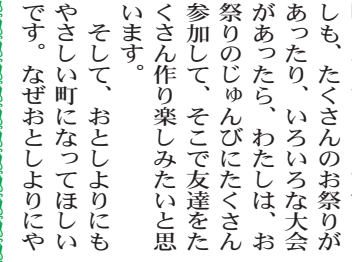 しも、たくさんのお祭りが
あったり、いろいろな大会
があったら、わたしは、お
祭りのじゅんびにたくさん
参加して、そこで友達をた
くさん作り楽しみたいと思
います。
　そして、おとしよりにも
やさしい町になってほしい
です。なぜおとしよりにや